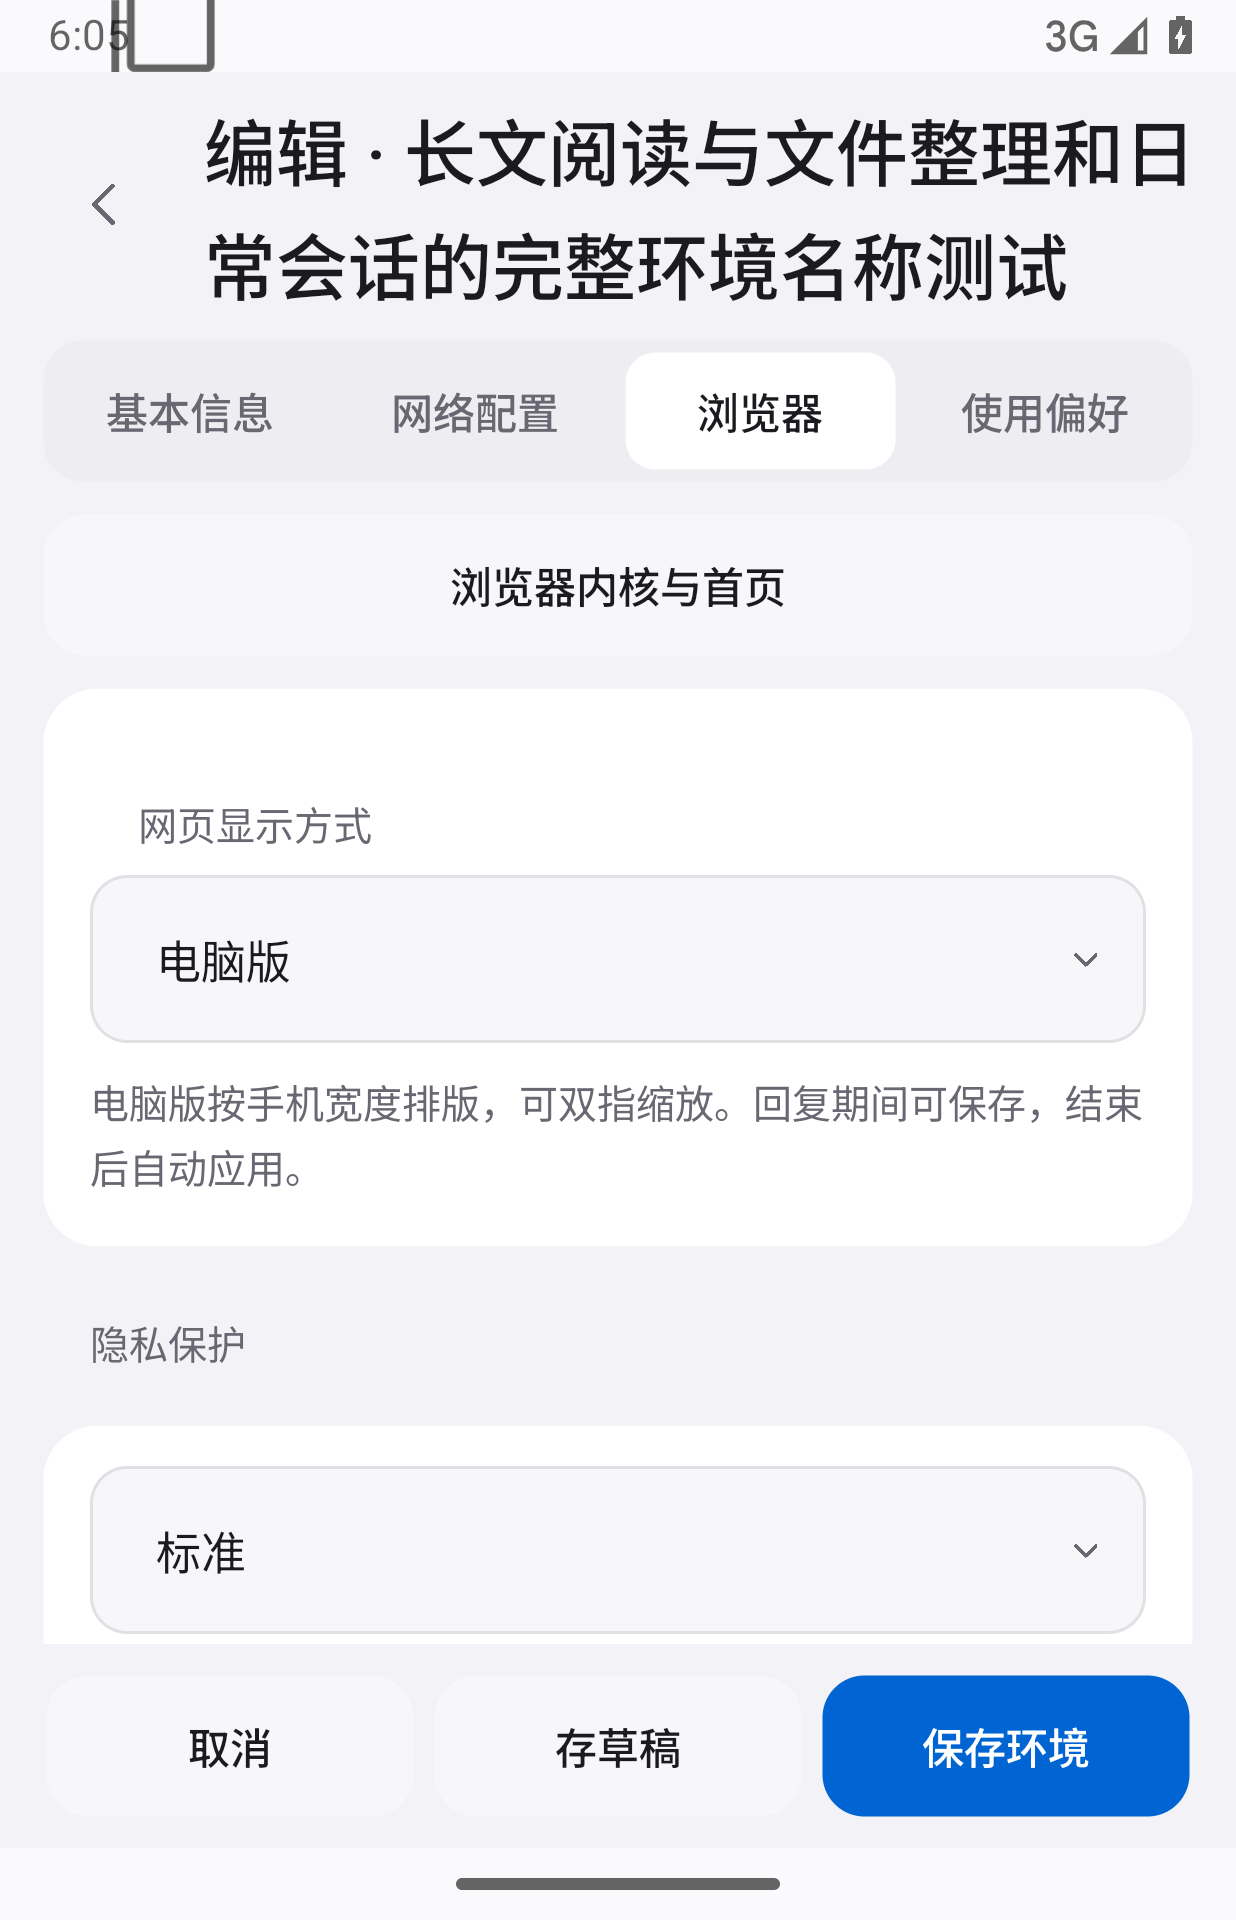 6:05
3G
编辑 · 长文阅读与文件整理和日
常会话的完整环境名称测试
基本信息 网络配置 浏览器 使用偏好
浏览器内核与首页
网页显示方式
电脑版
电脑版按手机宽度排版，可双指缩放。回复期间可保存，结束
后自动应用。
隐私保护
标准
取消 存草稿 保存环境